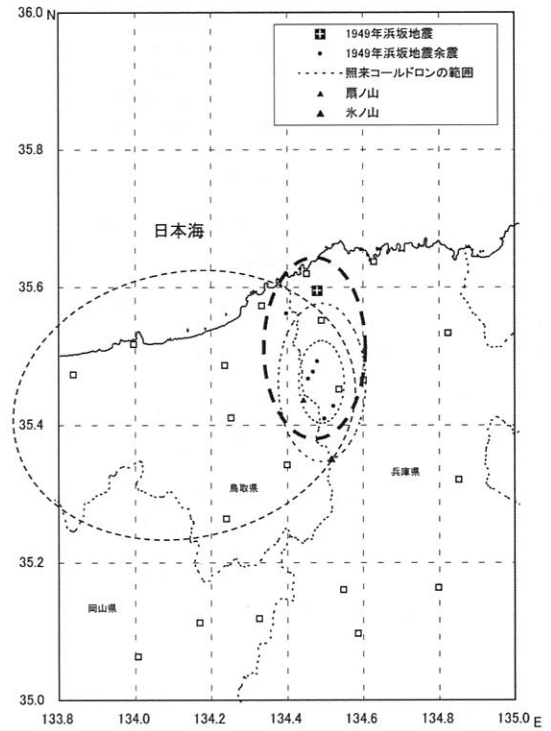 36.0
N
1949年浜坂地震
1949年浜坂地震余震
照来コールドロンの範囲
扇ノ山
氷ノ山
35.8
日本海
35.6
35.4
鳥取県
兵庫県
35.2
岡山県
35.0
133.8 134.0 134.2 134.4 134.6 134.8 135.0 E